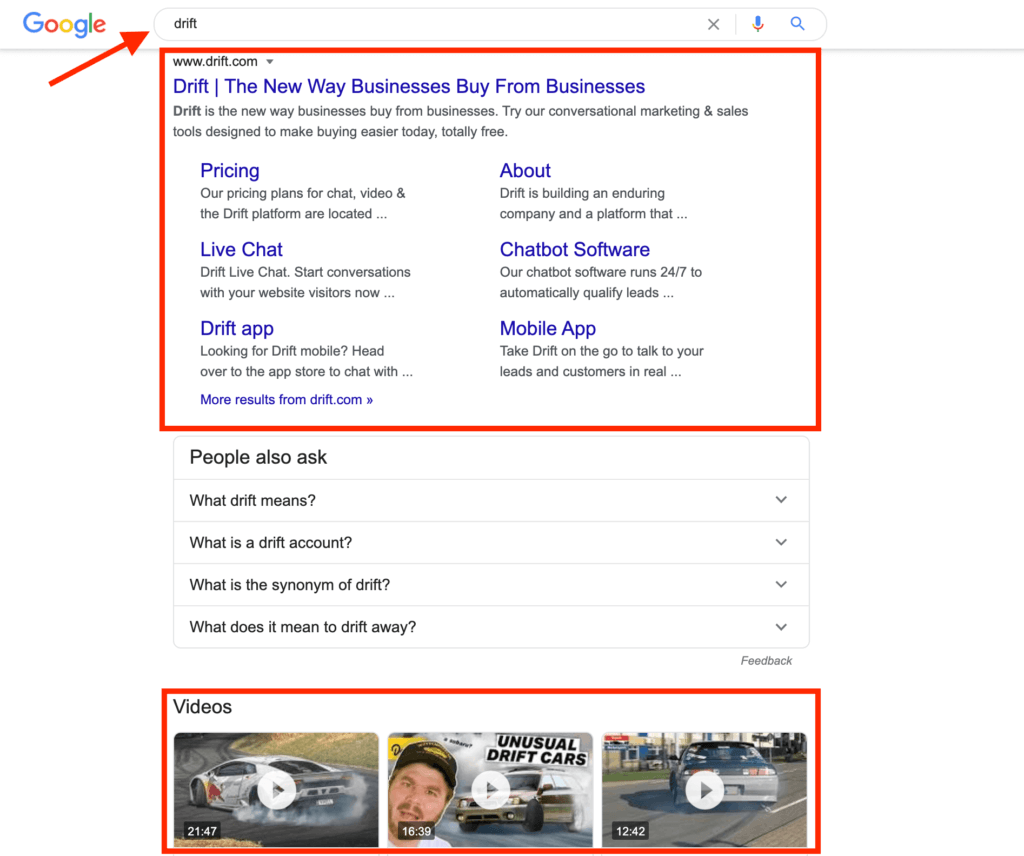 Google
drift
www.drift.com
Drift | The New Way Businesses Buy From Businesses
Drift is the new way businesses buy from businesses. Try our conversational marketing & sales
tools designed to make buying easier today, totally free.
Pricing
Our pricing plans for chat, video &
the Drift platform are located ...
About
Drift is building an enduring
company and a platform that ...
Live Chat
Drift Live Chat. Start conversations
with your website visitors now ...
Chatbot Software
Our chatbot software runs 24/7 to
automatically qualify leads ...
Drift app
Looking for Drift mobile? Head
over to the app store to chat with ...
Mobile App
Take Drift on the go to talk to your
leads and customers in real ...
More results from drift.com »
People also ask
What drift means?
What is a drift account?
What is the synonym of drift?
What does it mean to drift away?
Feedback
Videos
21:47
UNUSUAL
DRIFT CARS
16:39
12:42